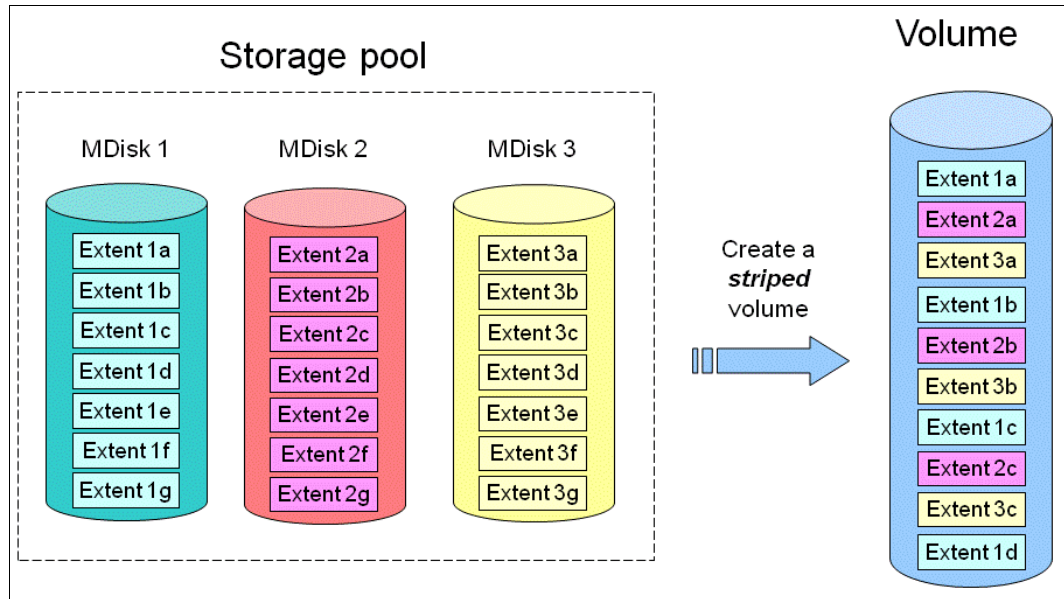 Storage pool
Volume
MDisk 1
MDisk 2
MDisk 3
Extent 1a
Extent 1b
Extent 1c
Extent 1d
Extent 1e
Extent 1f
Extent 1g
Extent 2a
Extent 2b
Extent 2c
Extent 2d
Extent 2e
Extent 2f
Extent 2g
Extent 3a
Extent 3b
Extent 3c
Extent 3d
Extent 3e
Extent 3f
Extent 3g
Create a
striped
volume
Extent 1a
Extent 2a
Extent 3a
Extent 1b
Extent 2b
Extent 3b
Extent 1c
Extent 2c
Extent 3c
Extent 1d